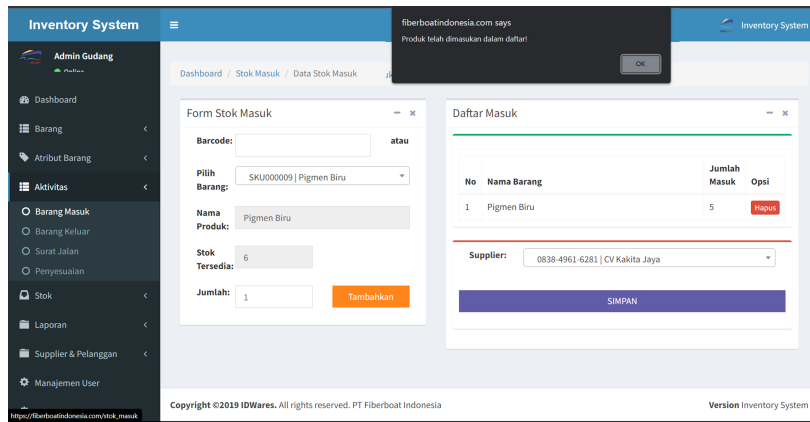 Inventory System
fiberboatindonesia.com says
Produk telah dimasukan dalam daftar!
OK
Inventory System
Admin Gudang
Online
Dashboard / Stok Masuk / Data Stok Masuk
Dashboard
Barang
Atribut Barang
Aktivitas
Barang Masuk
Barang Keluar
Surat Jalan
Penyesuaian
Stok
Laporan
Supplier & Pelanggan
Manajemen User
https://fiberboatindonesia.com/stok_masuk
Form Stok Masuk
Barcode: atau
Pilih Barang: SKU000009 | Pigmen Biru
Nama Produk: Pigmen Biru
Stok Tersedia: 6
Jumlah: 1 Tambahkan
Daftar Masuk
No Nama Barang Jumlah Masuk Opsi
1 Pigmen Biru 5 Hapus
Supplier: 0838-4961-6281 | CV Kakita Jaya
SIMPAN
Copyright ©2019 IDWares. All rights reserved. PT Fiberboat Indonesia
Version Inventory System